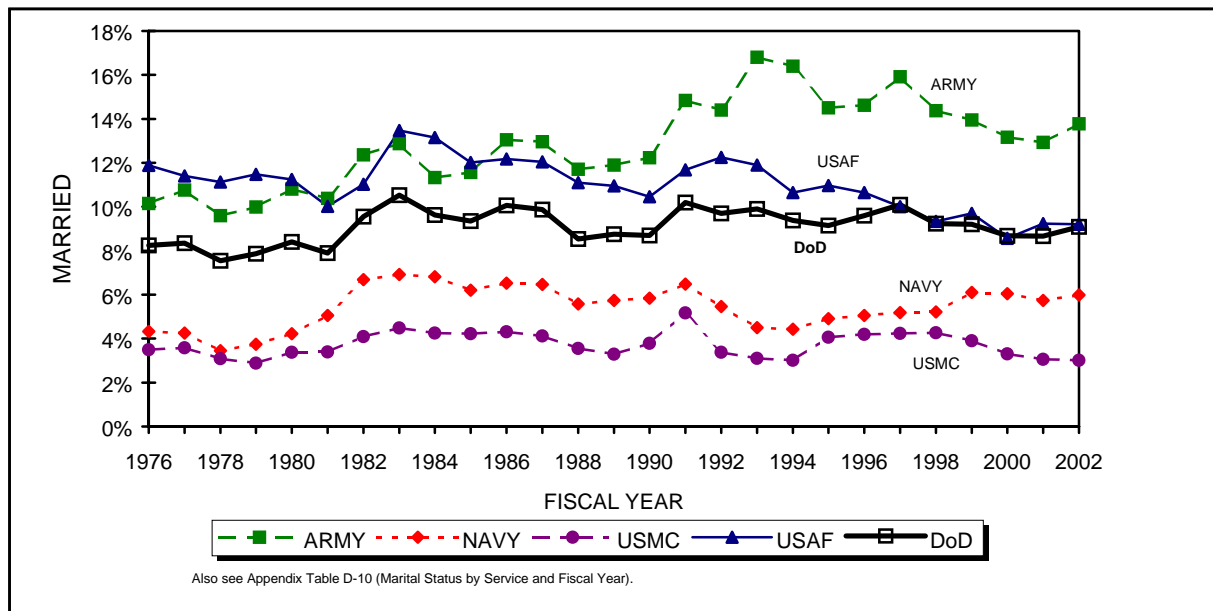 18%
16%
14%
12%
10%
8%
6%
4%
2%
0%
MARRIED
ARMY
USAF
DoD
NAVY
USMC
1976 1978 1980 1982 1984 1986 1988 1990 1992 1994 1996 1998 2000 2002
FISCAL YEAR
ARMY NAVY USMC USAF DoD
Also see Appendix Table D-10 (Marital Status by Service and Fiscal Year).